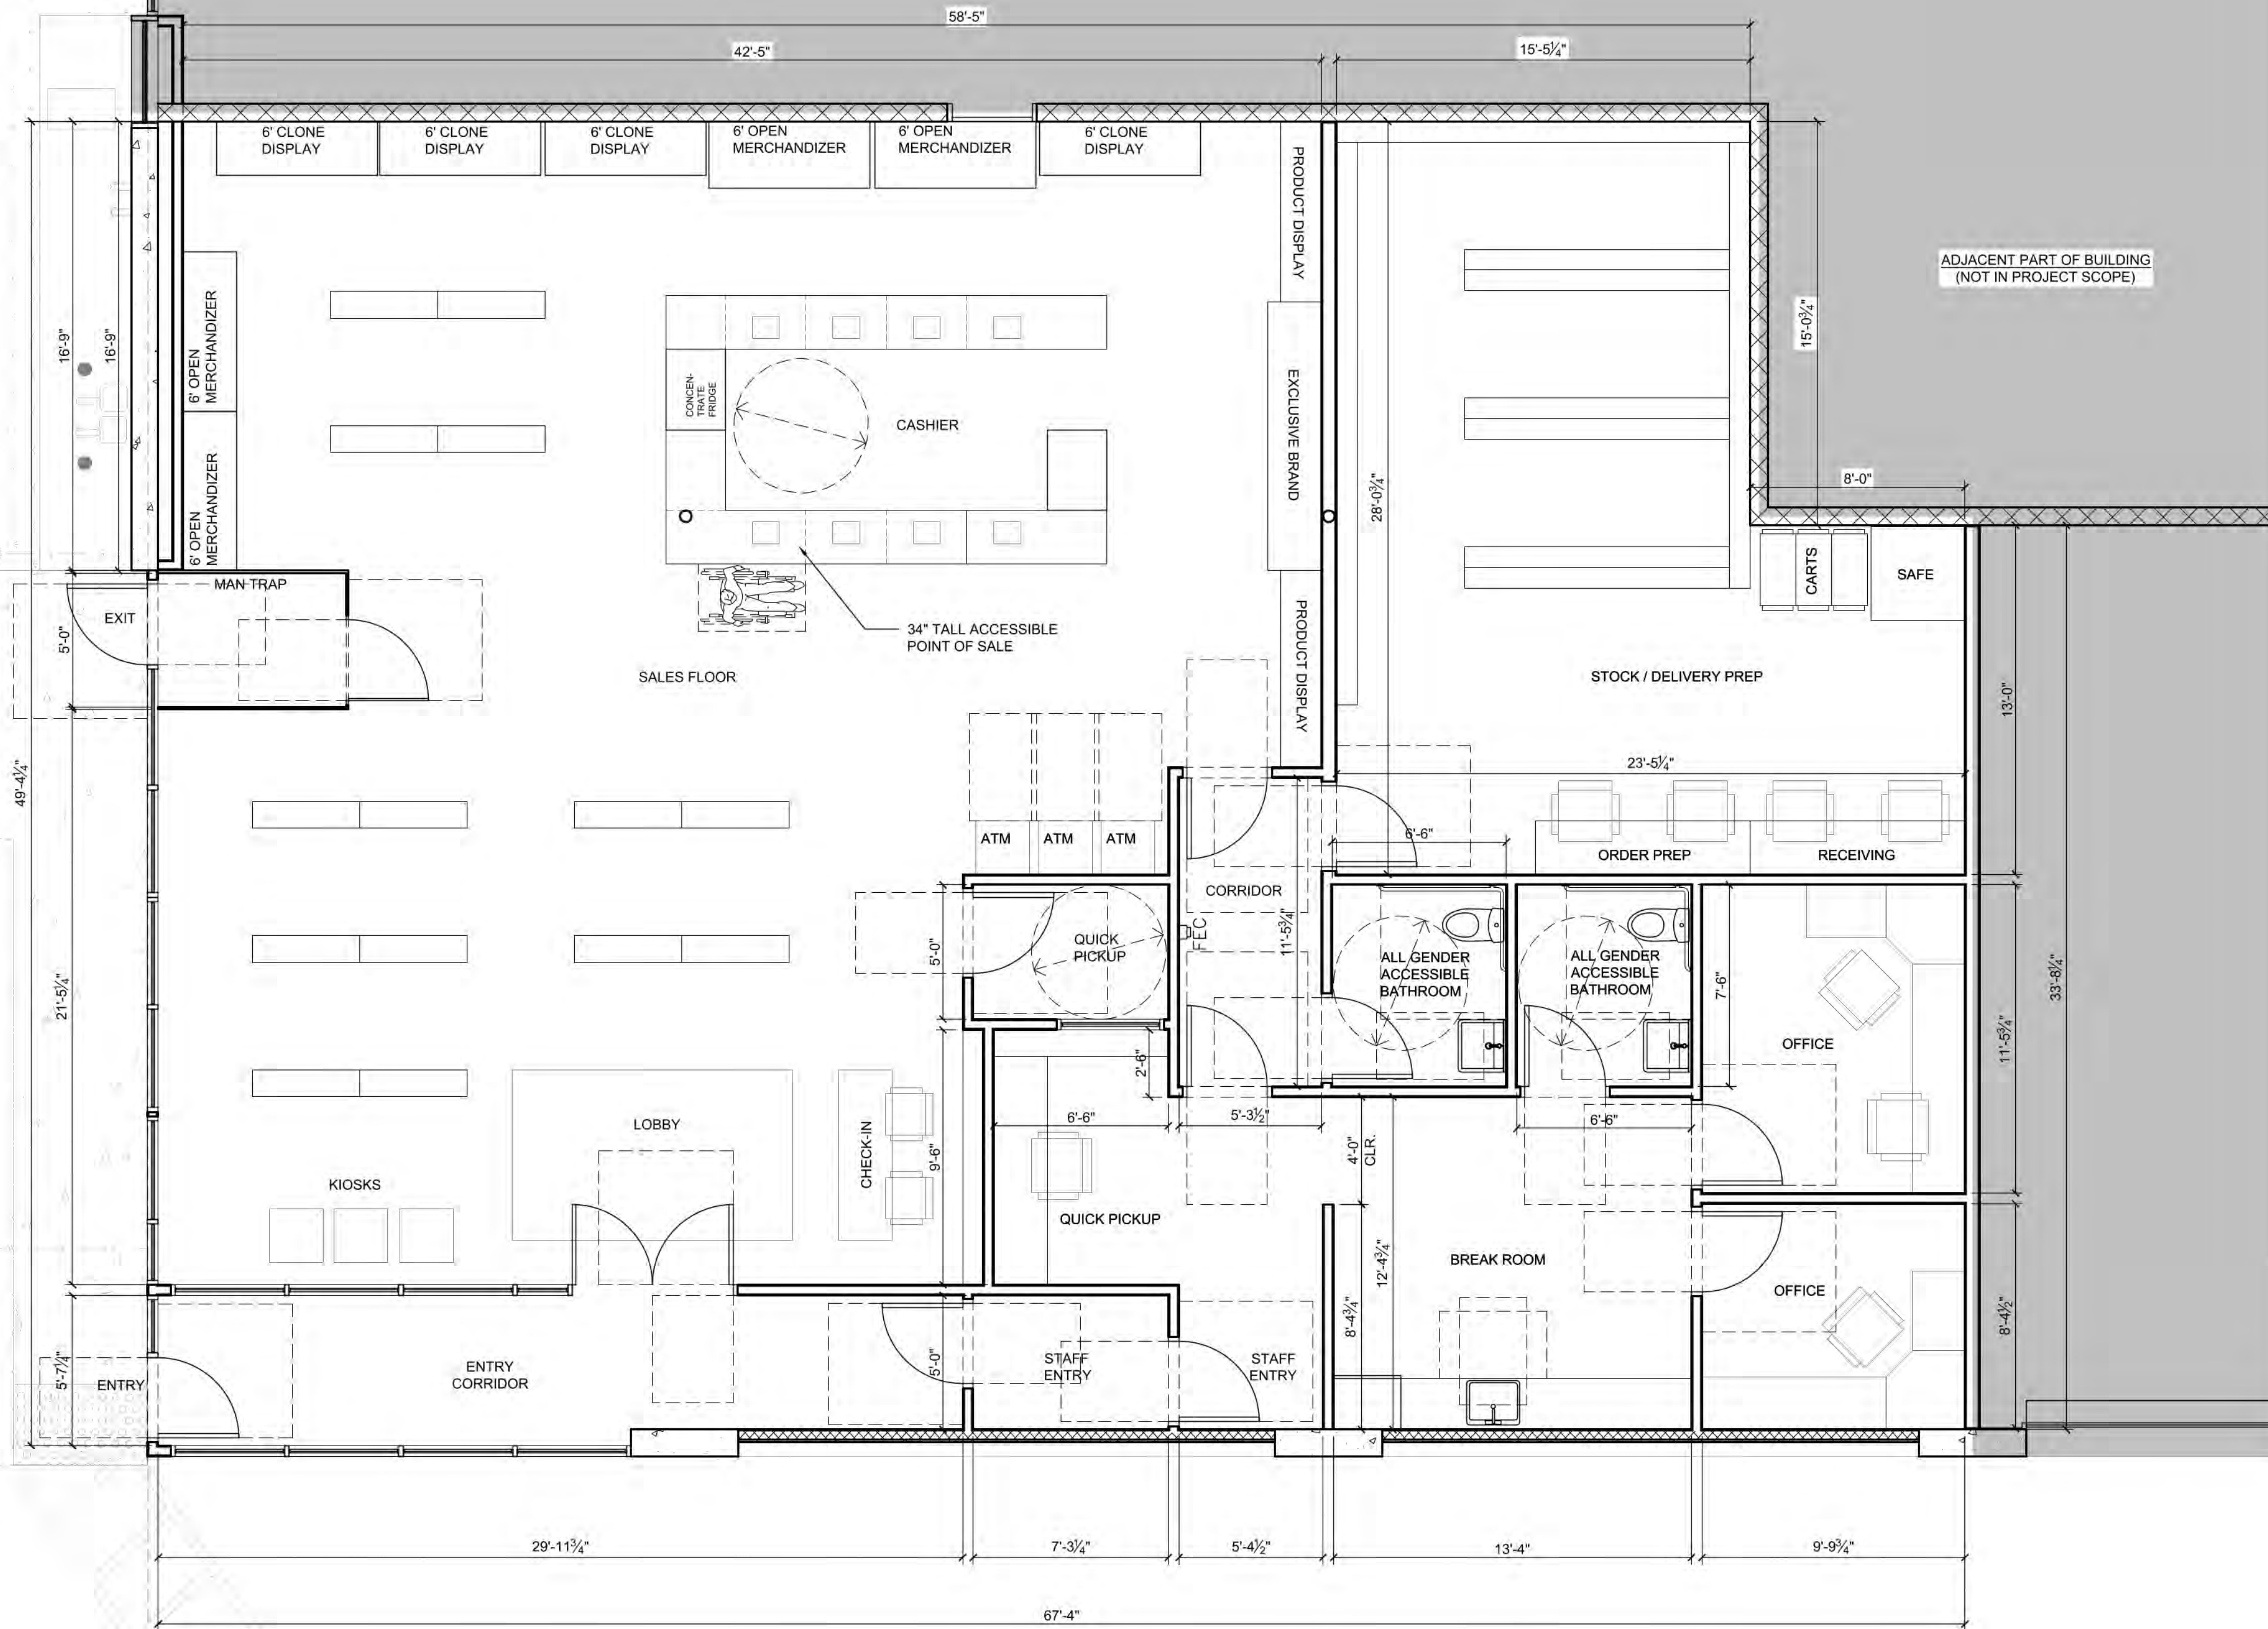 58'-5"
42'-5"
15'-5¼"
6' CLONE
DISPLAY
6' CLONE
DISPLAY
6' CLONE
DISPLAY
6' OPEN
MERCHANDIZER
6' OPEN
MERCHANDIZER
6' CLONE
DISPLAY
PRODUCT DISPLAY
ADJACENT PART OF BUILDING
(NOT IN PROJECT SCOPE)
16'-9"
16'-9"
6' OPEN
MERCHANDIZER
15'-0¾"
CONCEN-
TRATE
FRIDGE
CASHIER
EXCLUSIVE BRAND
28'-0¾"
8'-0"
6' OPEN
MERCHANDIZER
CARTS
SAFE
MAN TRAP
EXIT
5'-0"
34" TALL ACCESSIBLE
POINT OF SALE
PRODUCT DISPLAY
SALES FLOOR
STOCK / DELIVERY PREP
13'-0"
49'-4¼"
23'-5¼"
ATM
ATM
ATM
6'-6"
ORDER PREP
RECEIVING
CORRIDOR
FEC
11'-5¾"
5'-0"
QUICK
PICKUP
ALL GENDER
ACCESSIBLE
BATHROOM
ALL GENDER
ACCESSIBLE
BATHROOM
7'-6"
21'-5¼"
33'-8¼"
OFFICE
11'-5¾"
2'-6"
6'-6"
5'-3½"
6'-6"
LOBBY
CHECK-IN
9'-6"
4'-0"
CLR.
KIOSKS
QUICK PICKUP
12'-4¾"
BREAK ROOM
OFFICE
8'-4¾"
8'-4½"
5'-7¼"
ENTRY
ENTRY
CORRIDOR
5'-0"
STAFF
ENTRY
STAFF
ENTRY
29'-11¾"
7'-3¼"
5'-4½"
13'-4"
9'-9¾"
67'-4"